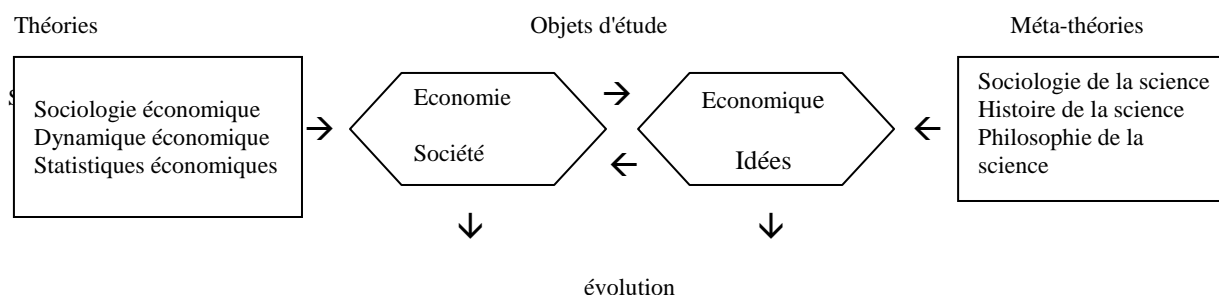 Théories
Objets d'étude
Méta-théories
Sociologie économique
Dynamique économique
Statistiques économiques
Economie
Société
Economique
Idées
Sociologie de la science
Histoire de la science
Philosophie de la
science
évolution